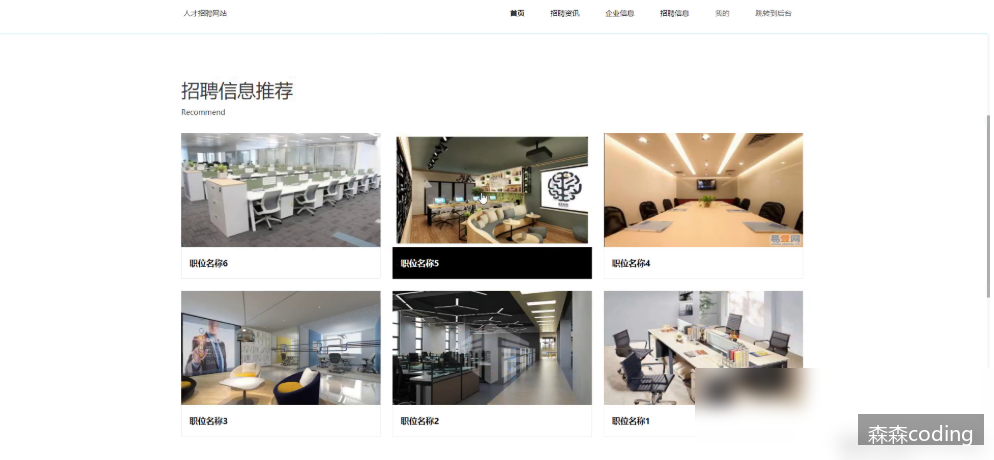 人才招聘网站
首页 招聘资讯 企业信息 招聘信息 我的 跳转到后台
招聘信息推荐
Recommend
职位名称6 职位名称5 职位名称4
职位名称3 职位名称2 职位名称1
森森coding